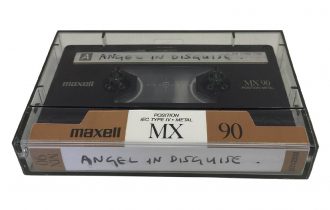 A ANGEL IN DISGUISE.
maxell
MX 90
POSITION
IEC TYPE IV • METAL
maxell MX 90
ANGEL IN DISGUISE.